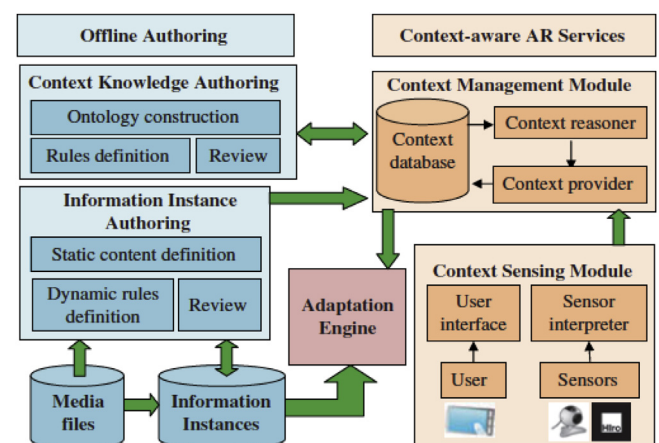 Offline Authoring
Context-aware AR Services
Context Knowledge Authoring
Ontology construction
Rules definition
Review
Information Instance
Authoring
Static content definition
Dynamic rules
definition
Review
Media
files
Information
Instances
Adaptation
Engine
Context Management Module
Context
database
Context reasoner
Context provider
Context Sensing Module
User
interface
Sensor
interpreter
User
Sensors
Hiro